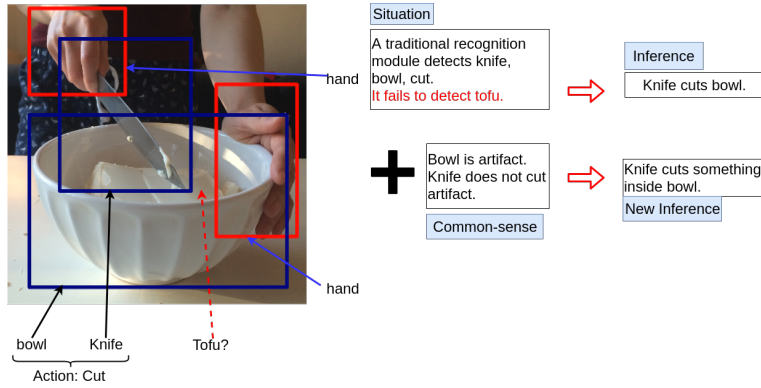 hand
hand
bowl
Knife
Tofu?
Action: Cut
Situation
A traditional recognition
module detects knife,
bowl, cut.
It fails to detect tofu.
Inference
Knife cuts bowl.
Bowl is artifact.
Knife does not cut
artifact.
Common-sense
Knife cuts something
inside bowl.
New Inference